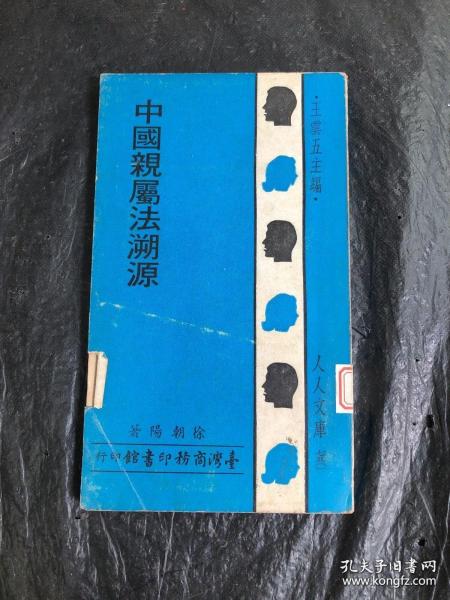 中國親屬法溯源
徐朝陽著
臺灣商務印書館印行
·王雲五主編·
人人文庫
孔夫子旧书网
www.kongfz.com